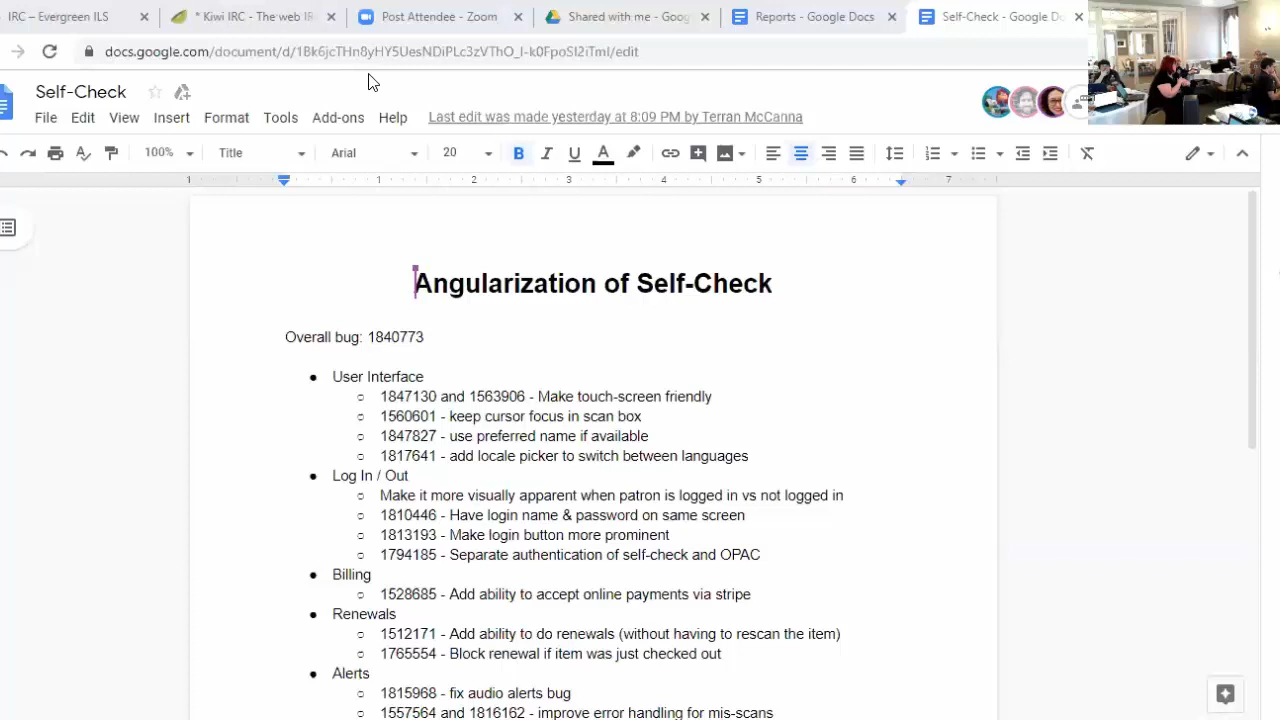 IRC – Evergreen ILS
* Kiwi IRC - The web IR
Post Attendee - Zoom
Shared with me - Goog
Reports - Google Docs
Self-Check - Google Do
docs.google.com/document/d/1Bk6jcTHn8yHY5UesNDiPLc3zVThO_I-k0FpoSI2iTmI/edit
Self-Check
File Edit View Insert Format Tools Add-ons Help Last edit was made yesterday at 8:09 PM by Terran McCanna
100% Title Arial 20 B I U A
1 1 2 3 4 5 6 7
Angularization of Self-Check
Overall bug: 1840773
● User Interface
○ 1847130 and 1563906 - Make touch-screen friendly
○ 1560601 - keep cursor focus in scan box
○ 1847827 - use preferred name if available
○ 1817641 - add locale picker to switch between languages
● Log In / Out
○ Make it more visually apparent when patron is logged in vs not logged in
○ 1810446 - Have login name & password on same screen
○ 1813193 - Make login button more prominent
○ 1794185 - Separate authentication of self-check and OPAC
● Billing
○ 1528685 - Add ability to accept online payments via stripe
● Renewals
○ 1512171 - Add ability to do renewals (without having to rescan the item)
○ 1765554 - Block renewal if item was just checked out
● Alerts
○ 1815968 - fix audio alerts bug
○ 1557564 and 1816162 - improve error handling for mis-scans